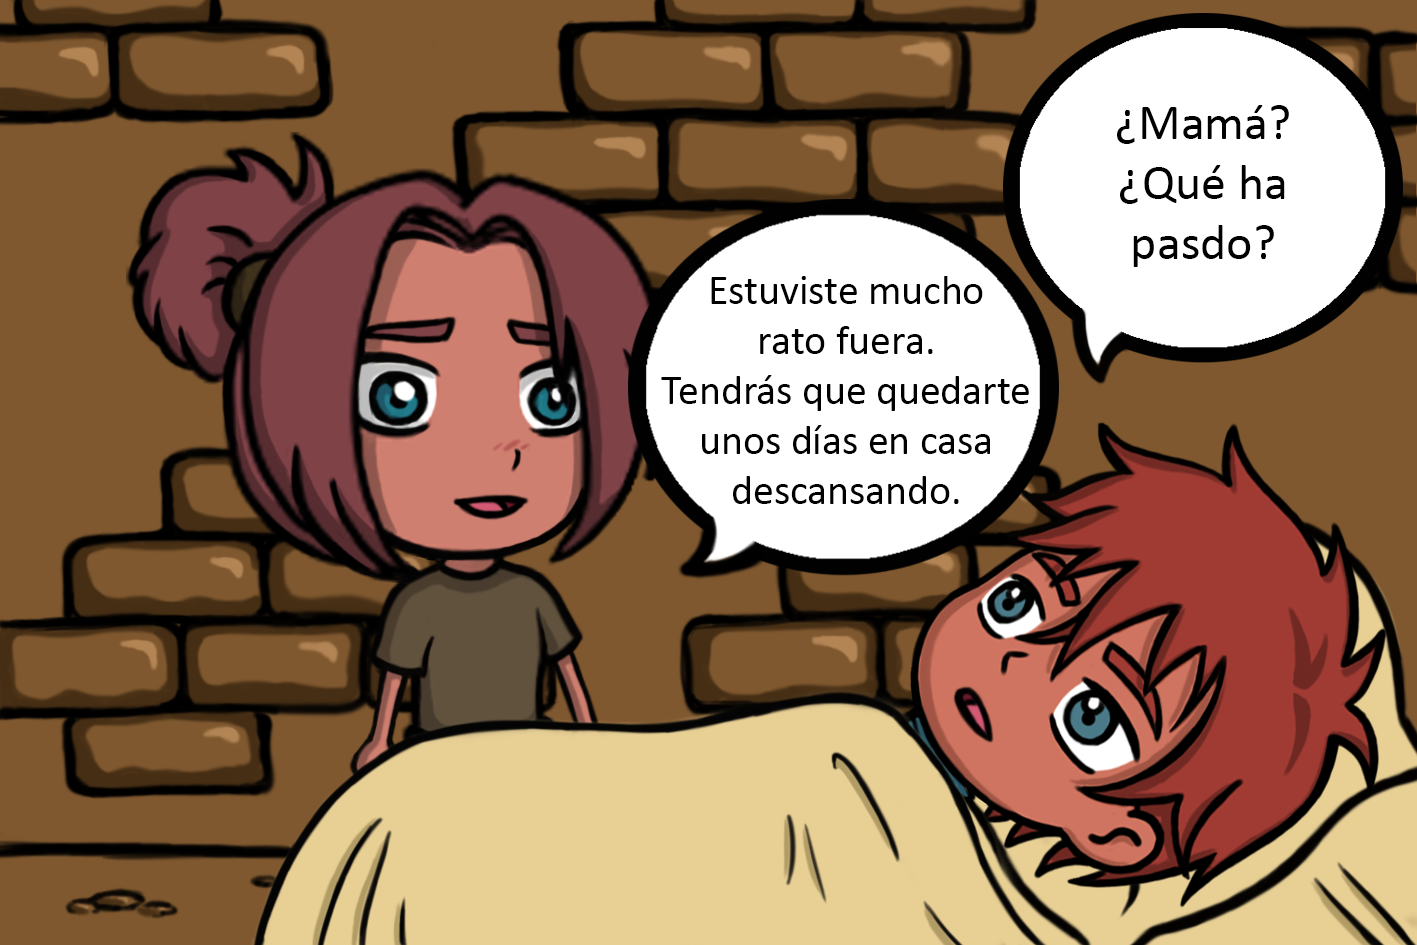 ¿Mamá?
¿Qué ha
pasdo?
Estuviste mucho
rato fuera.
Tendrás que quedarte
unos días en casa
descansando.